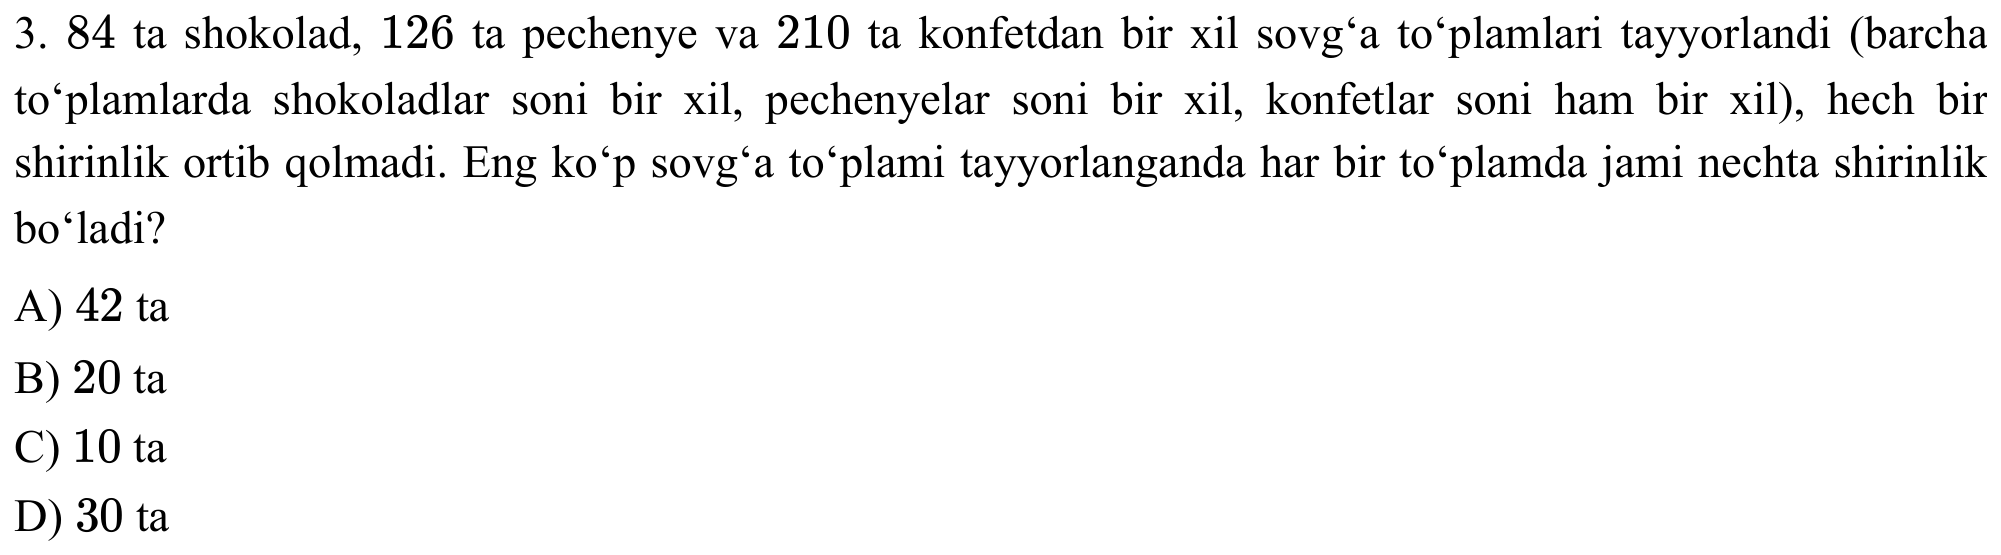 3. 84 ta shokolad, 126 ta pechenye va 210 ta konfetdan bir xil sovg‘a to‘plamlari tayyorlandi (barcha
to‘plamlarda shokoladlar soni bir xil, pechenyelar soni bir xil, konfetlar soni ham bir xil), hech bir
shirinlik ortib qolmadi. Eng ko‘p sovg‘a to‘plami tayyorlanganda har bir to‘plamda jami nechta shirinlik
bo‘ladi?
A) 42 ta
B) 20 ta
C) 10 ta
D) 30 ta